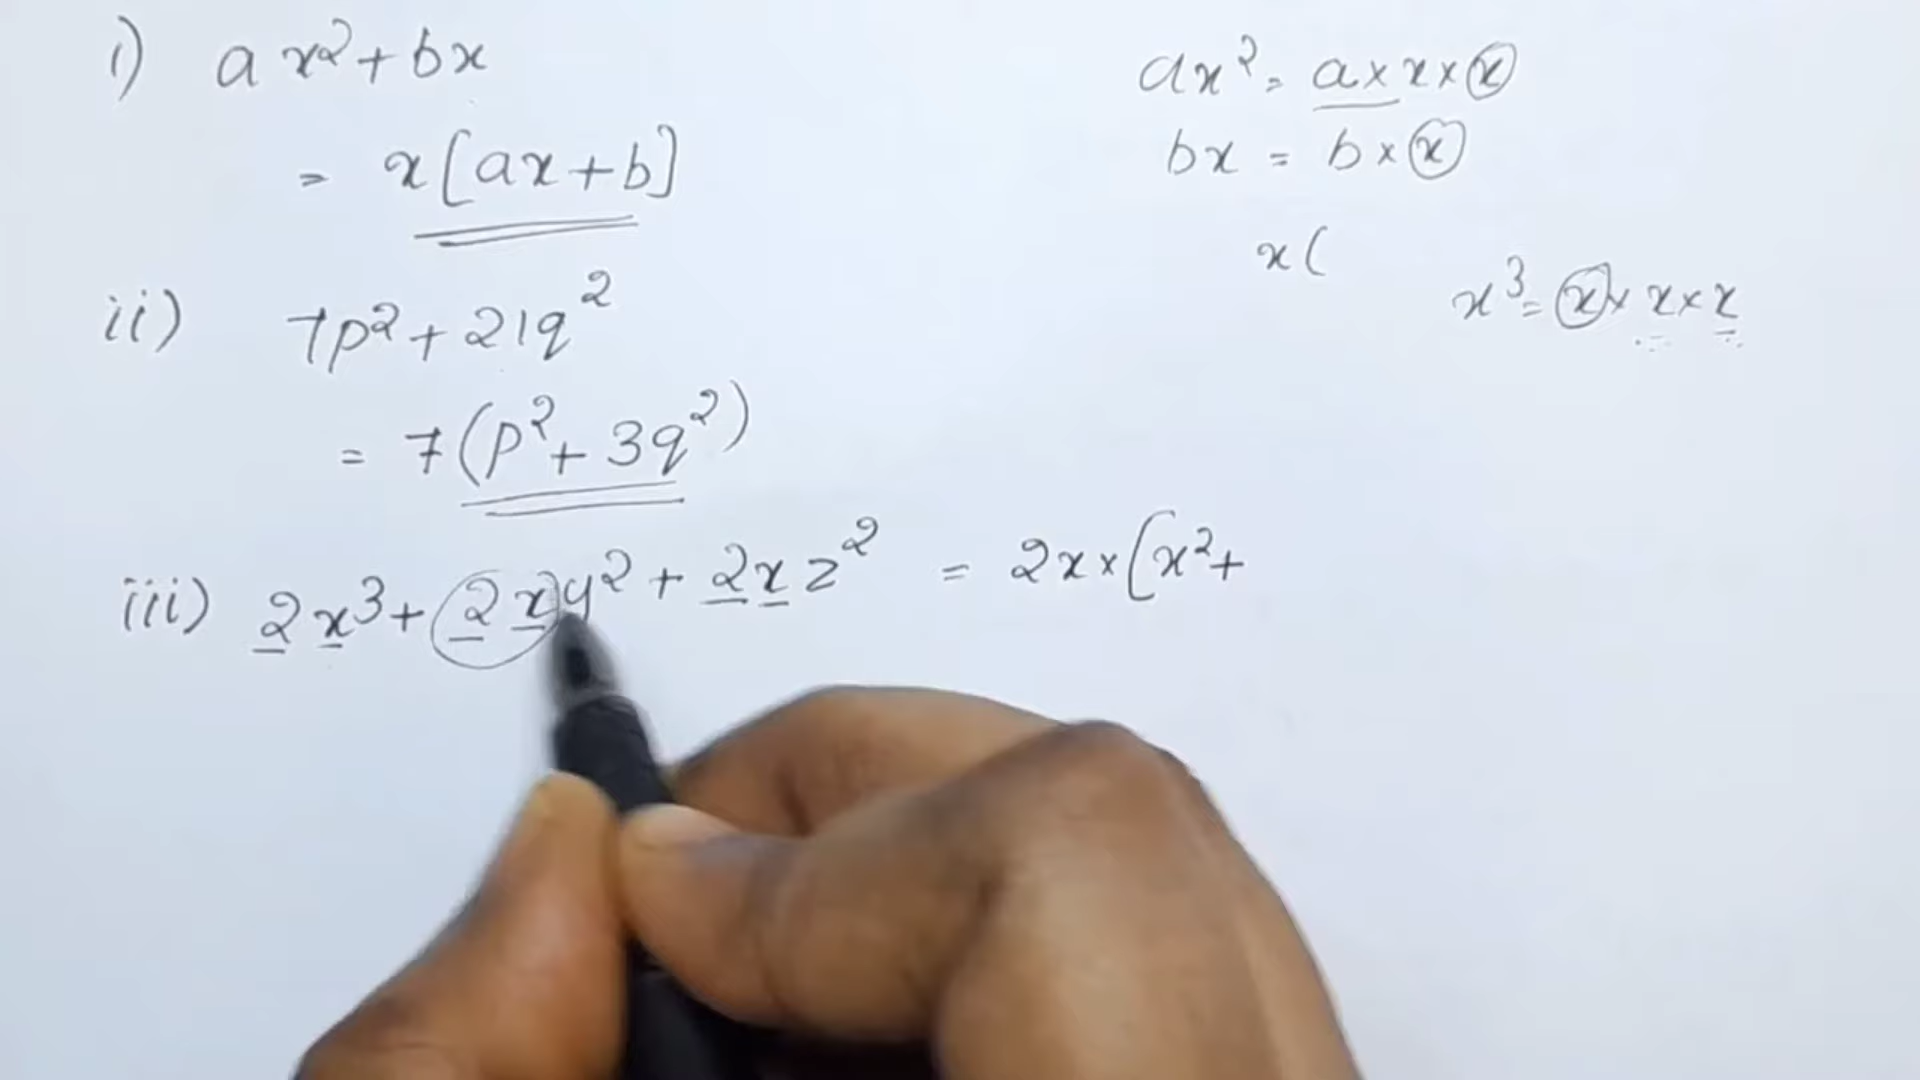 i) ax² + bx
= x[ax + b]
ii) 7p² + 21q²
= 7(p² + 3q²)
iii) 2x³ + 2xy² + 2xz² = 2x × [x² +
ax² = a × x × x
bx = b × x
x(
x³ = x × x × x